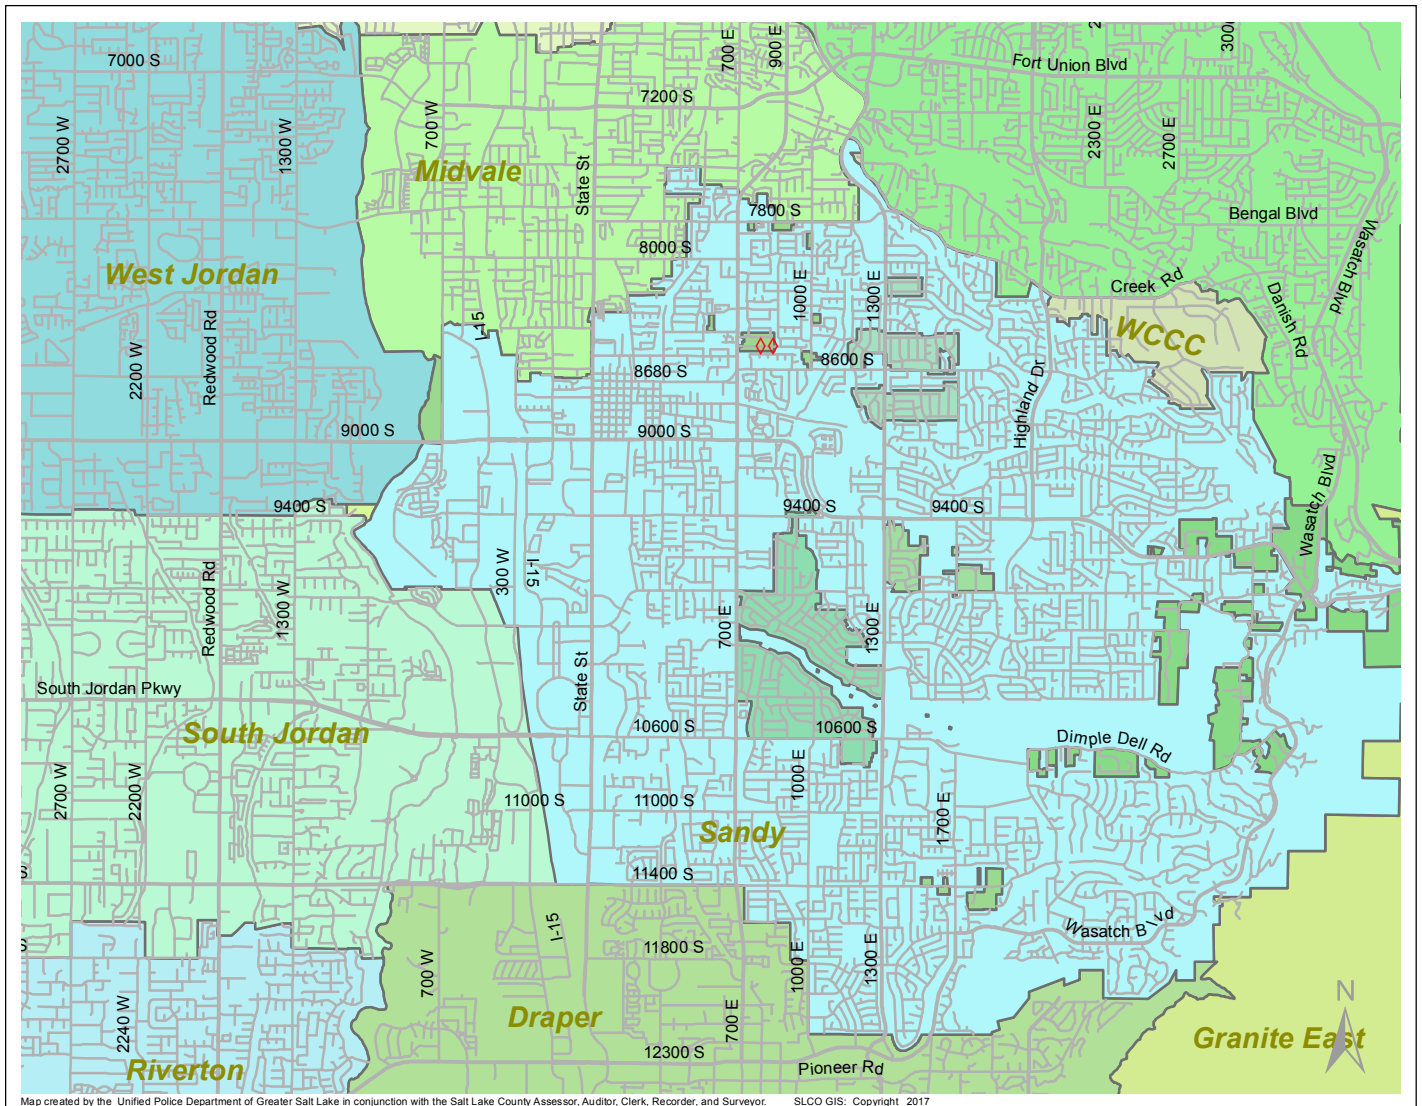 7000 S
2700 W
1300 W
700 W
7200 S
700 E
900 E
Fort Union Blvd
2300 E
2700 E
Midvale
State St
7800 S
8000 S
Bengal Blvd
Wasatch Blvd
West Jordan
Creek Rd
WCCC
Danish Rd
Redwood Rd
2200 W
I-15
1000 E
1300 E
8600 S
8680 S
Highland Dr
9000 S
9000 S
9400 S
9400 S
9400 S
Wasatch Blvd
300 W
I-15
Redwood Rd
1300 W
700 E
1300 E
State St
South Jordan Pkwy
South Jordan
10600 S
10600 S
Dimple Dell Rd
2700 W
2200 W
11000 S
11000 S
1000 E
1700 E
Sandy
11400 S
S
Wasatch Blvd
I-15
11800 S
1000 E
1300 E
S
700 W
700 E
2240 W
Draper
N
Granite East
12300 S
Pioneer Rd
Riverton
Map created by the Unified Police Department of Greater Salt Lake in conjunction with the Salt Lake County Assessor, Auditor, Clerk, Recorder, and Surveyor. SLCO GIS: Copyright 2017